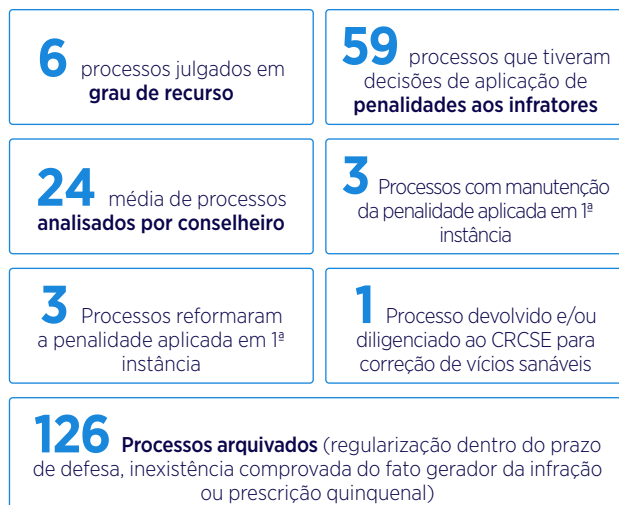 6 processos julgados em
grau de recurso
59 processos que tiveram
decisões de aplicação de
penalidades aos infratores
24 média de processos
analisados por conselheiro
3 Processos com manutenção
da penalidade aplicada em 1ª
instância
3 Processos reformaram
a penalidade aplicada em 1ª
instância
1 Processo devolvido e/ou
diligenciado ao CRCSE para
correção de vícios sanáveis
126 Processos arquivados (regularização dentro do prazo
de defesa, inexistência comprovada do fato gerador da infração
ou prescrição quinquenal)